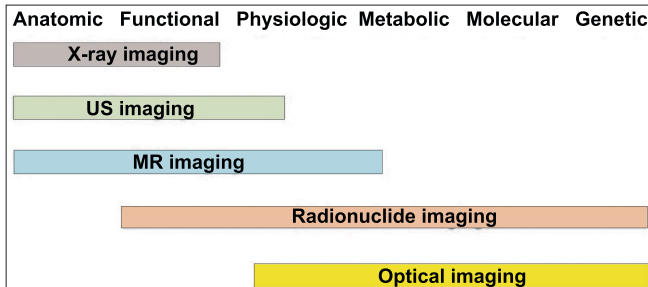 Anatomic Functional Physiologic Metabolic Molecular Genetic
X-ray imaging
US imaging
MR imaging
Radionuclide imaging
Optical imaging